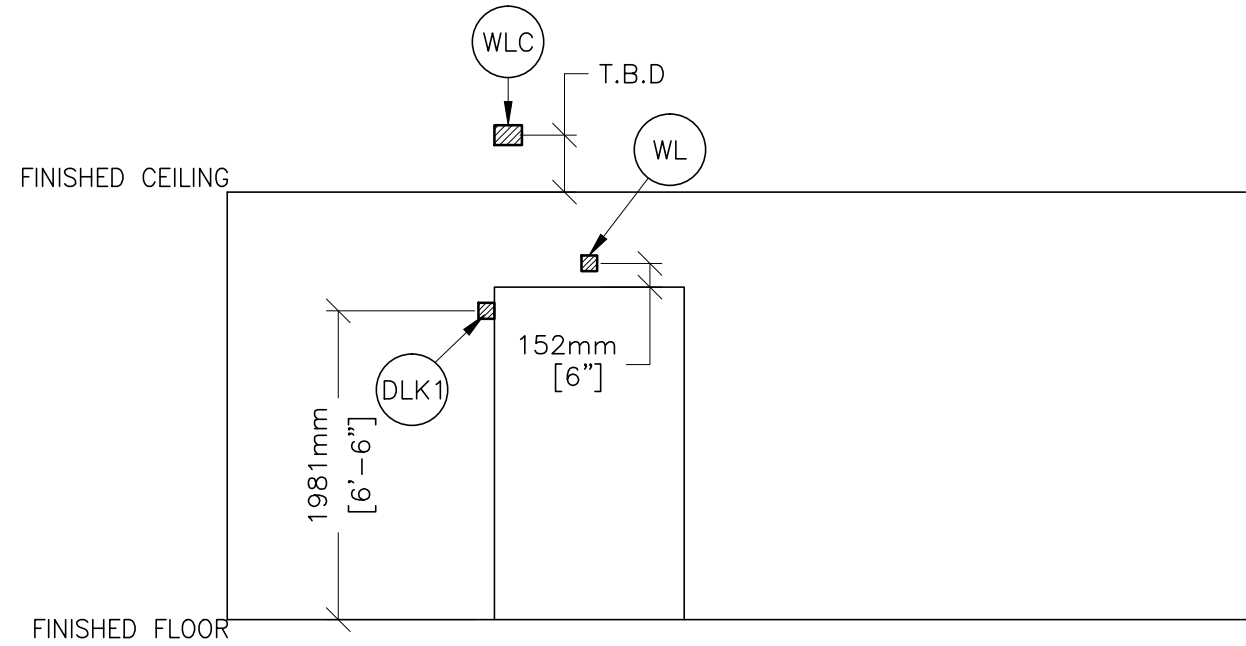 WLC
T.B.D
WL
FINISHED CEILING
152mm
[6”]
DLK1
1981mm
[6’-6”]
FINISHED FLOOR